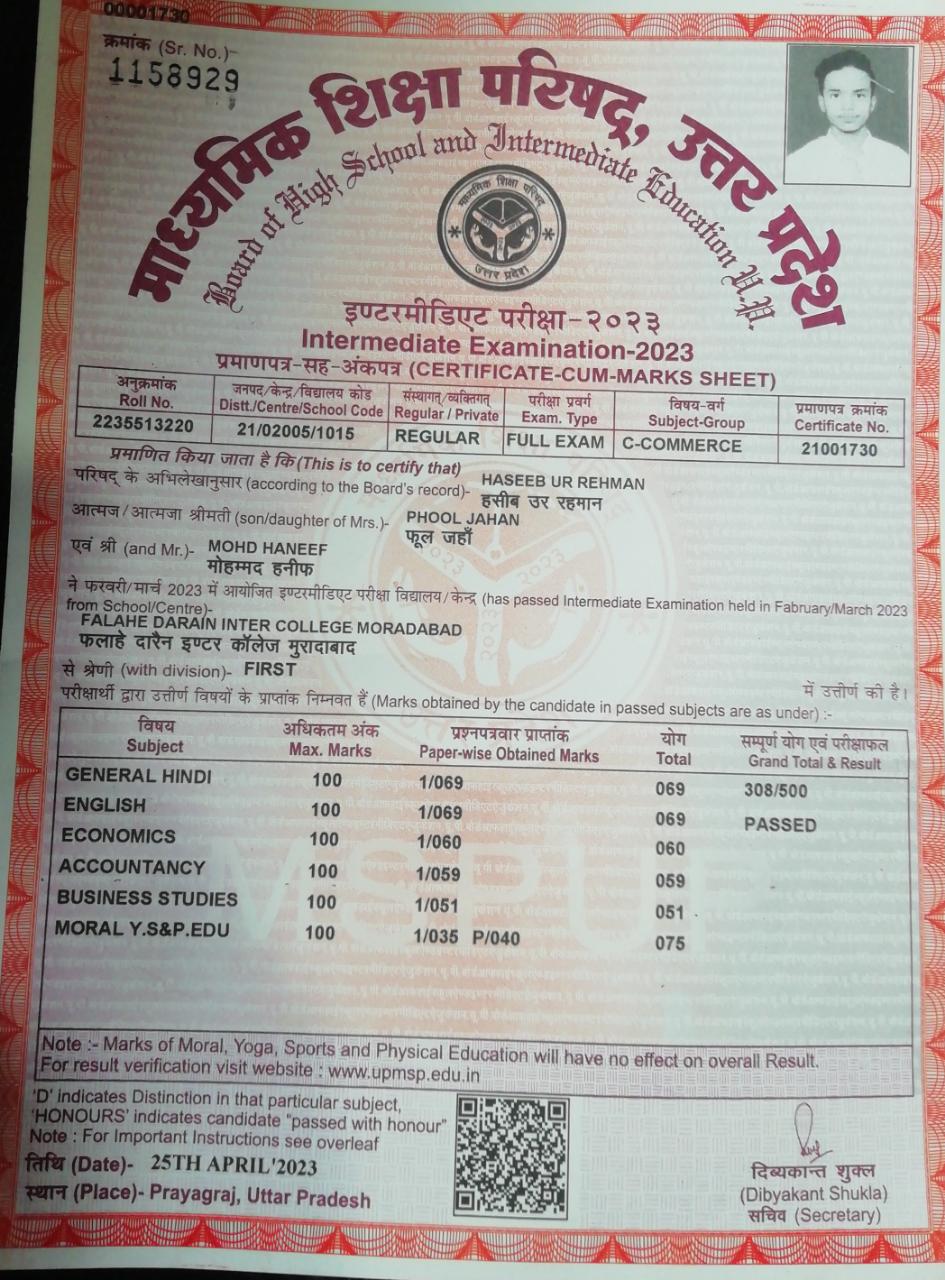 00001730
क्रमांक (Sr. No.)-
1158929
माध्यमिक शिक्षा परिषद्, उत्तर प्रदेश
Board of High School and Intermediate Education U.P.
माध्यमिक शिक्षा परिषद
उत्तर प्रदेश
इण्टरमीडिएट परीक्षा-२०२३
Intermediate Examination-2023
प्रमाणपत्र-सह-अंकपत्र (CERTIFICATE-CUM-MARKS SHEET)
अनुक्रमांक जनपद/केन्द्र/विद्यालय कोड संस्थागत्/व्यक्तिगत् परीक्षा प्रवर्ग विषय-वर्ग प्रमाणपत्र क्रमांक
Roll No. Distt./Centre/School Code Regular / Private Exam. Type Subject-Group Certificate No.
2235513220 21/02005/1015 REGULAR FULL EXAM C-COMMERCE 21001730
प्रमाणित किया जाता है कि (This is to certify that)
परिषद् के अभिलेखानुसार (according to the Board's record)- HASEEB UR REHMAN
हसीब उर रहमान
आत्मज/आत्मजा श्रीमती (son/daughter of Mrs.)- PHOOL JAHAN
फूल जहाँ
एवं श्री (and Mr.)- MOHD HANEEF
मोहम्मद हनीफ
ने फरवरी/मार्च 2023 में आयोजित इण्टरमीडिएट परीक्षा विद्यालय/केन्द्र (has passed Intermediate Examination held in Fabruary/March 2023
from School/Centre)-
FALAHE DARAIN INTER COLLEGE MORADABAD
फलाहे दारैन इण्टर कॉलेज मुरादाबाद
से श्रेणी (with division)- FIRST में उत्तीर्ण की है।
परीक्षार्थी द्वारा उत्तीर्ण विषयों के प्राप्तांक निम्नवत हैं (Marks obtained by the candidate in passed subjects are as under) :-
विषय अधिकतम अंक प्रश्नपत्रवार प्राप्तांक योग सम्पूर्ण योग एवं परीक्षाफल
Subject Max. Marks Paper-wise Obtained Marks Total Grand Total & Result
GENERAL HINDI 100 1/069 069 308/500
ENGLISH 100 1/069 069 PASSED
ECONOMICS 100 1/060 060
ACCOUNTANCY 100 1/059 059
BUSINESS STUDIES 100 1/051 051
MORAL Y.S&P.EDU 100 1/035 P/040 075
Note :- Marks of Moral, Yoga, Sports and Physical Education will have no effect on overall Result.
For result verification visit website : www.upmsp.edu.in
'D' indicates Distinction in that particular subject,
'HONOURS' indicates candidate "passed with honour"
Note : For Important Instructions see overleaf
तिथि (Date)- 25TH APRIL'2023
स्थान (Place)- Prayagraj, Uttar Pradesh
दिब्यकान्त शुक्ल
(Dibyakant Shukla)
सचिव (Secretary)